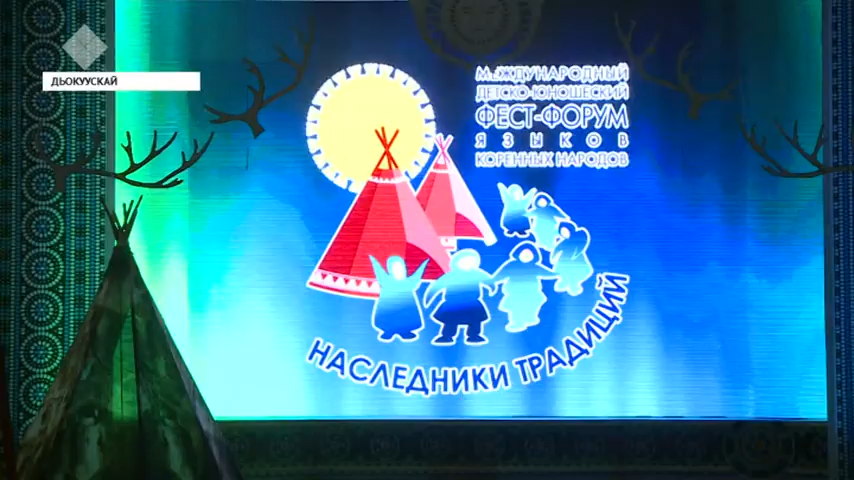 ДЬОКУУСКАЙ
МЕЖДУНАРОДНЫЙ
ДЕТСКО-ЮНОШЕСКИЙ
ФЕСТ-ФОРУМ
ЯЗЫКОВ
КОРЕННЫХ НАРОДОВ
НАСЛЕДНИКИ ТРАДИЦИЙ